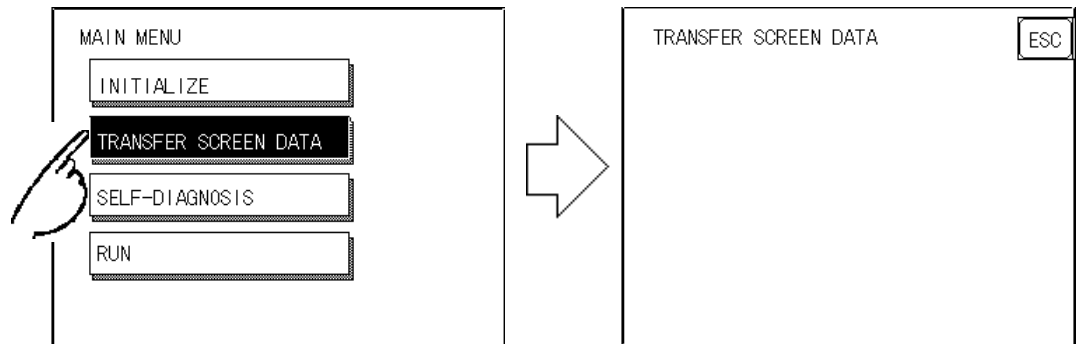 MAIN MENU
INITIALIZE
TRANSFER SCREEN DATA
SELF-DIAGNOSIS
RUN
TRANSFER SCREEN DATA
ESC